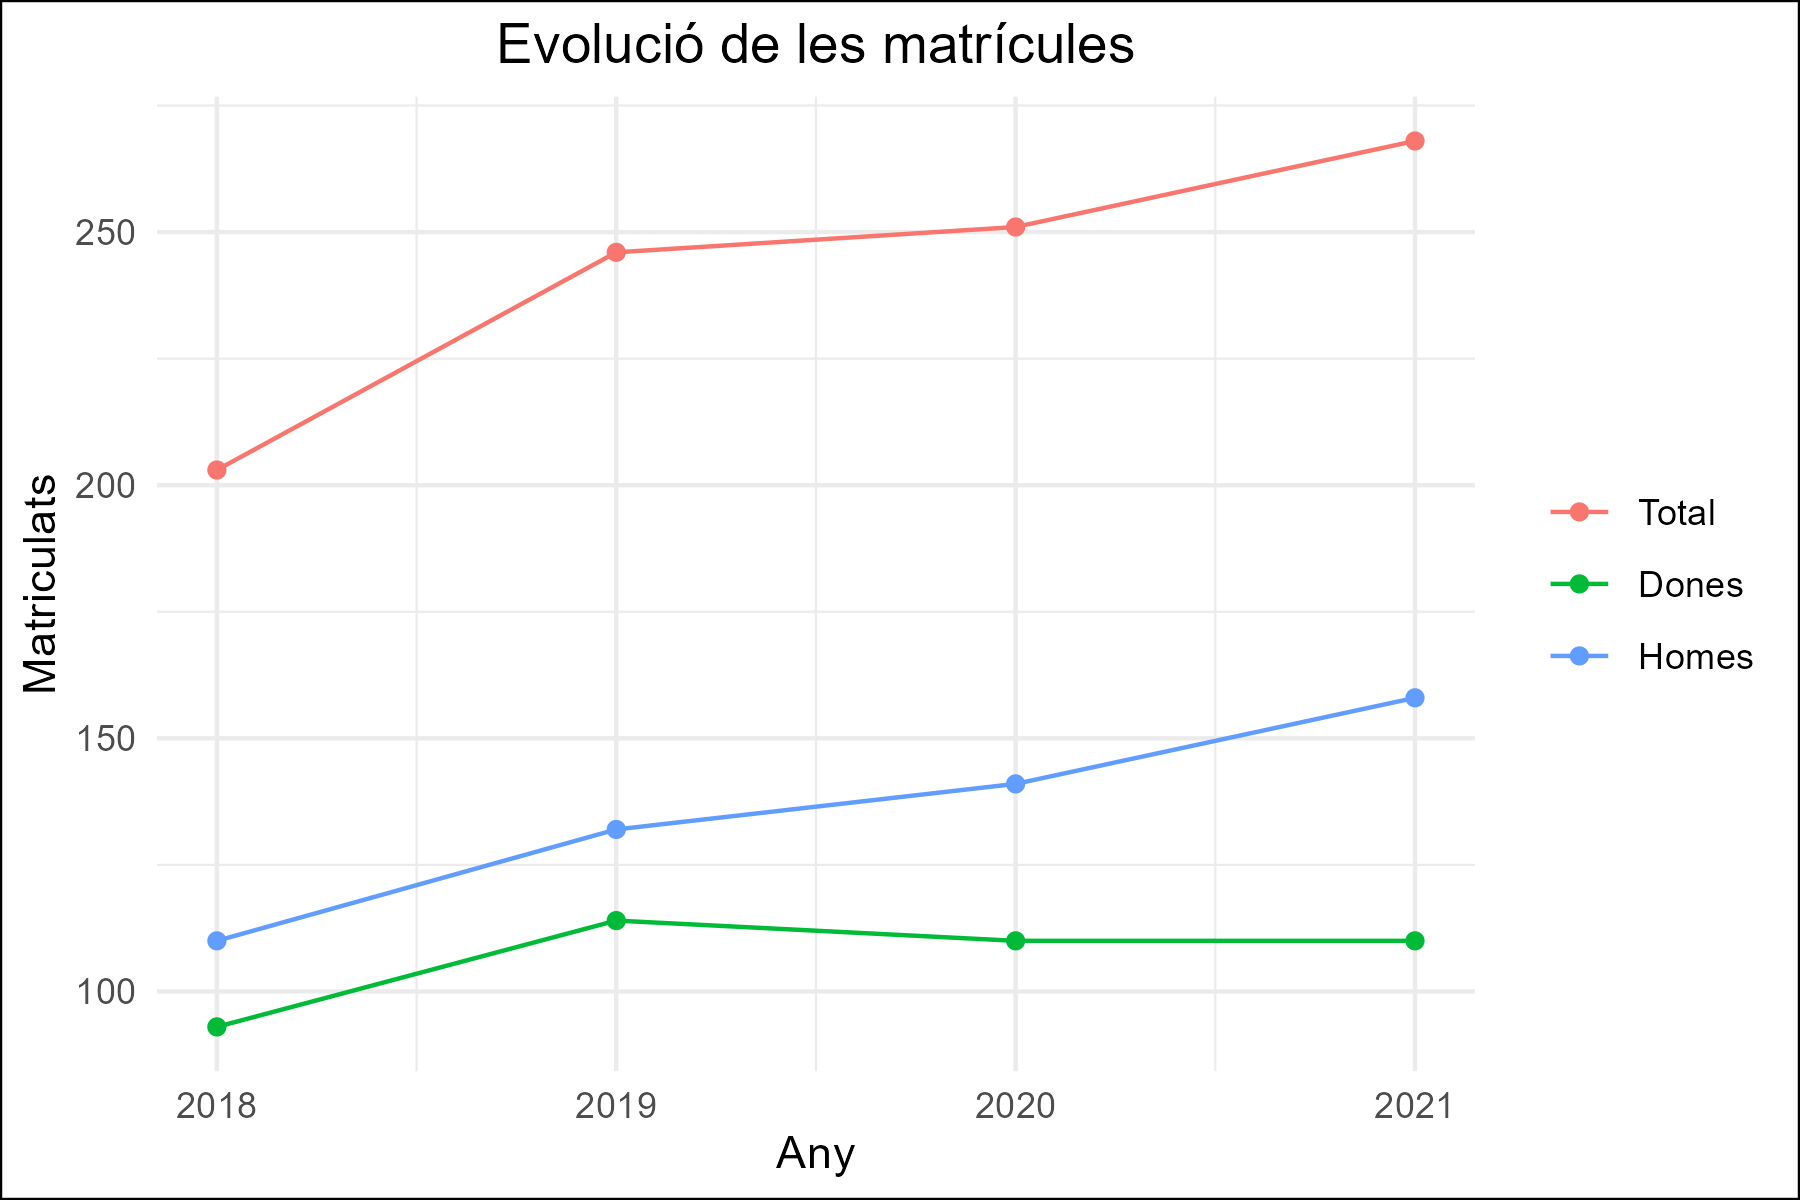 Evolució de les matrícules
Matriculats
250
200
150
100
2018
2019
2020
2021
Any
Total
Dones
Homes